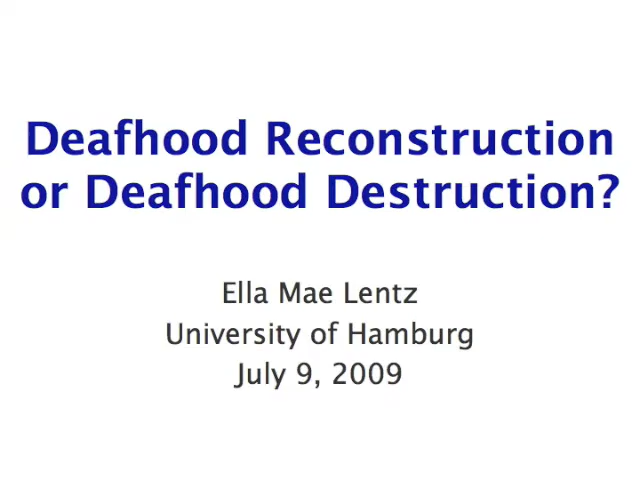 Deafhood Reconstruction
or Deafhood Destruction?
Ella Mae Lentz
University of Hamburg
July 9, 2009